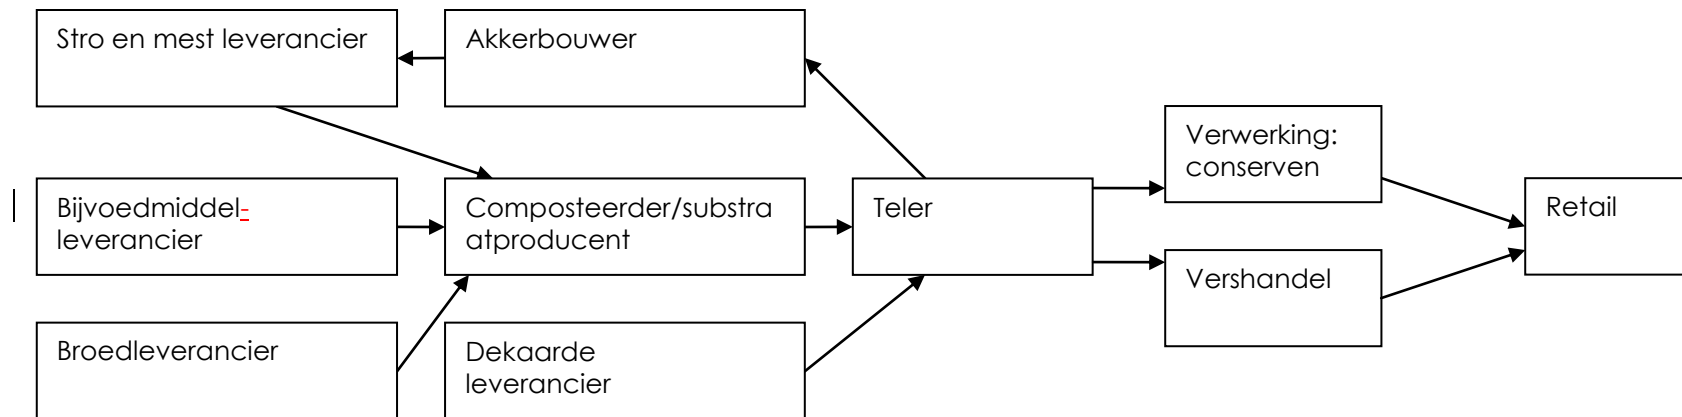 Stro en mest leverancier
Akkerbouwer
Verwerking:
conserven
Bijvoedmiddel-
leverancier
Composteerder/substra
atproducent
Teler
Retail
Vershandel
Broedleverancier
Dekaarde
leverancier